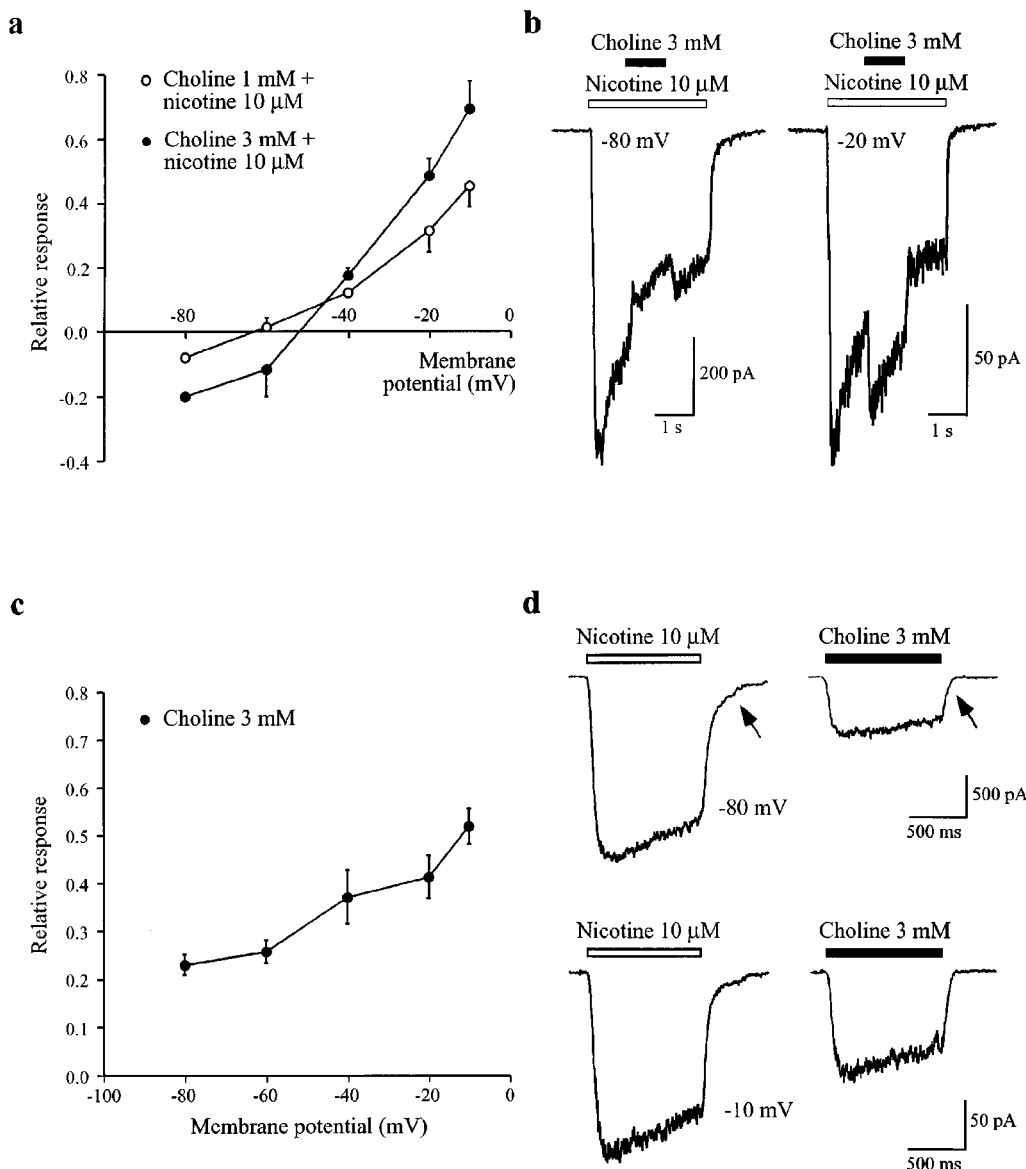 a
Choline 1 mM +
nicotine 10 µM
Choline 3 mM +
nicotine 10 µM
Relative response
0.8
0.6
0.4
0.2
0.0
-0.2
-0.4
-80
-60
-40
-20
0
Membrane
potential (mV)
b
Choline 3 mM
Nicotine 10 µM
-80 mV
200 pA
1 s
Choline 3 mM
Nicotine 10 µM
-20 mV
50 pA
1 s
c
Choline 3 mM
Relative response
0.8
0.7
0.6
0.5
0.4
0.3
0.2
0.1
0.0
-100
-80
-60
-40
-20
0
Membrane potential (mV)
d
Nicotine 10 µM
Choline 3 mM
-80 mV
500 pA
500 ms
Nicotine 10 µM
Choline 3 mM
-10 mV
50 pA
500 ms